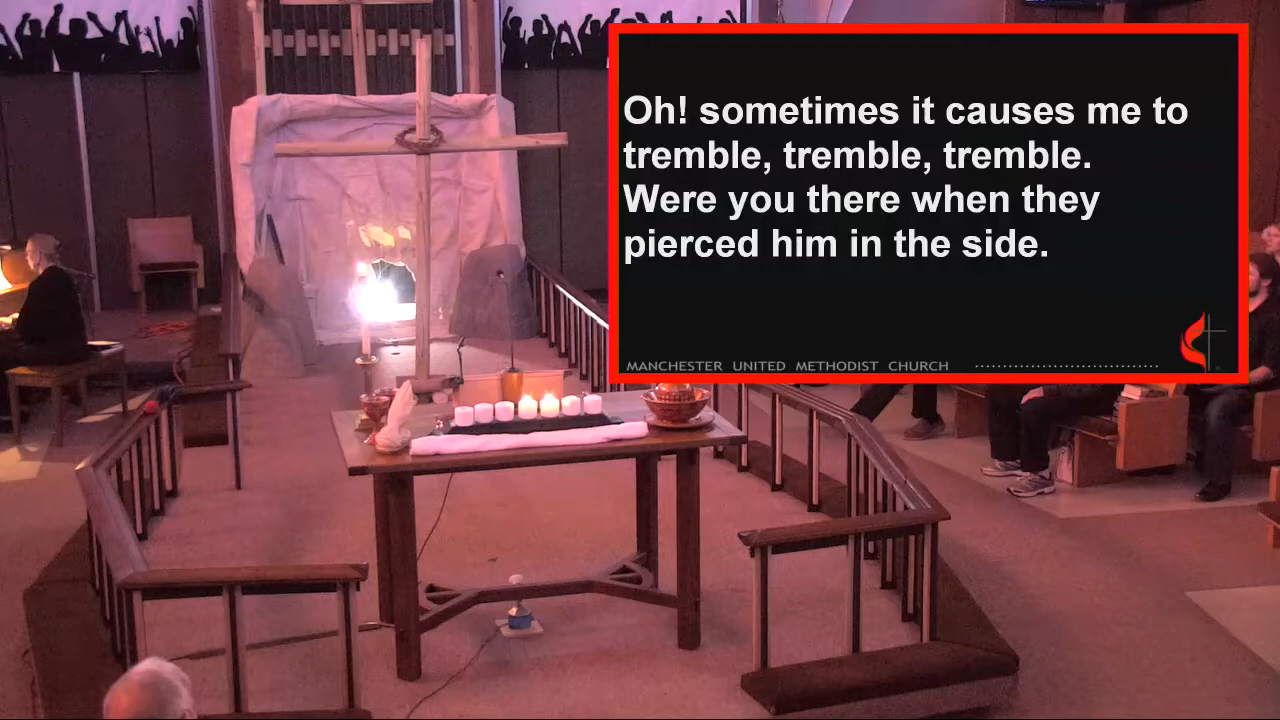 Oh! sometimes it causes me to
tremble, tremble, tremble.
Were you there when they
pierced him in the side.
MANCHESTER UNITED METHODIST CHURCH